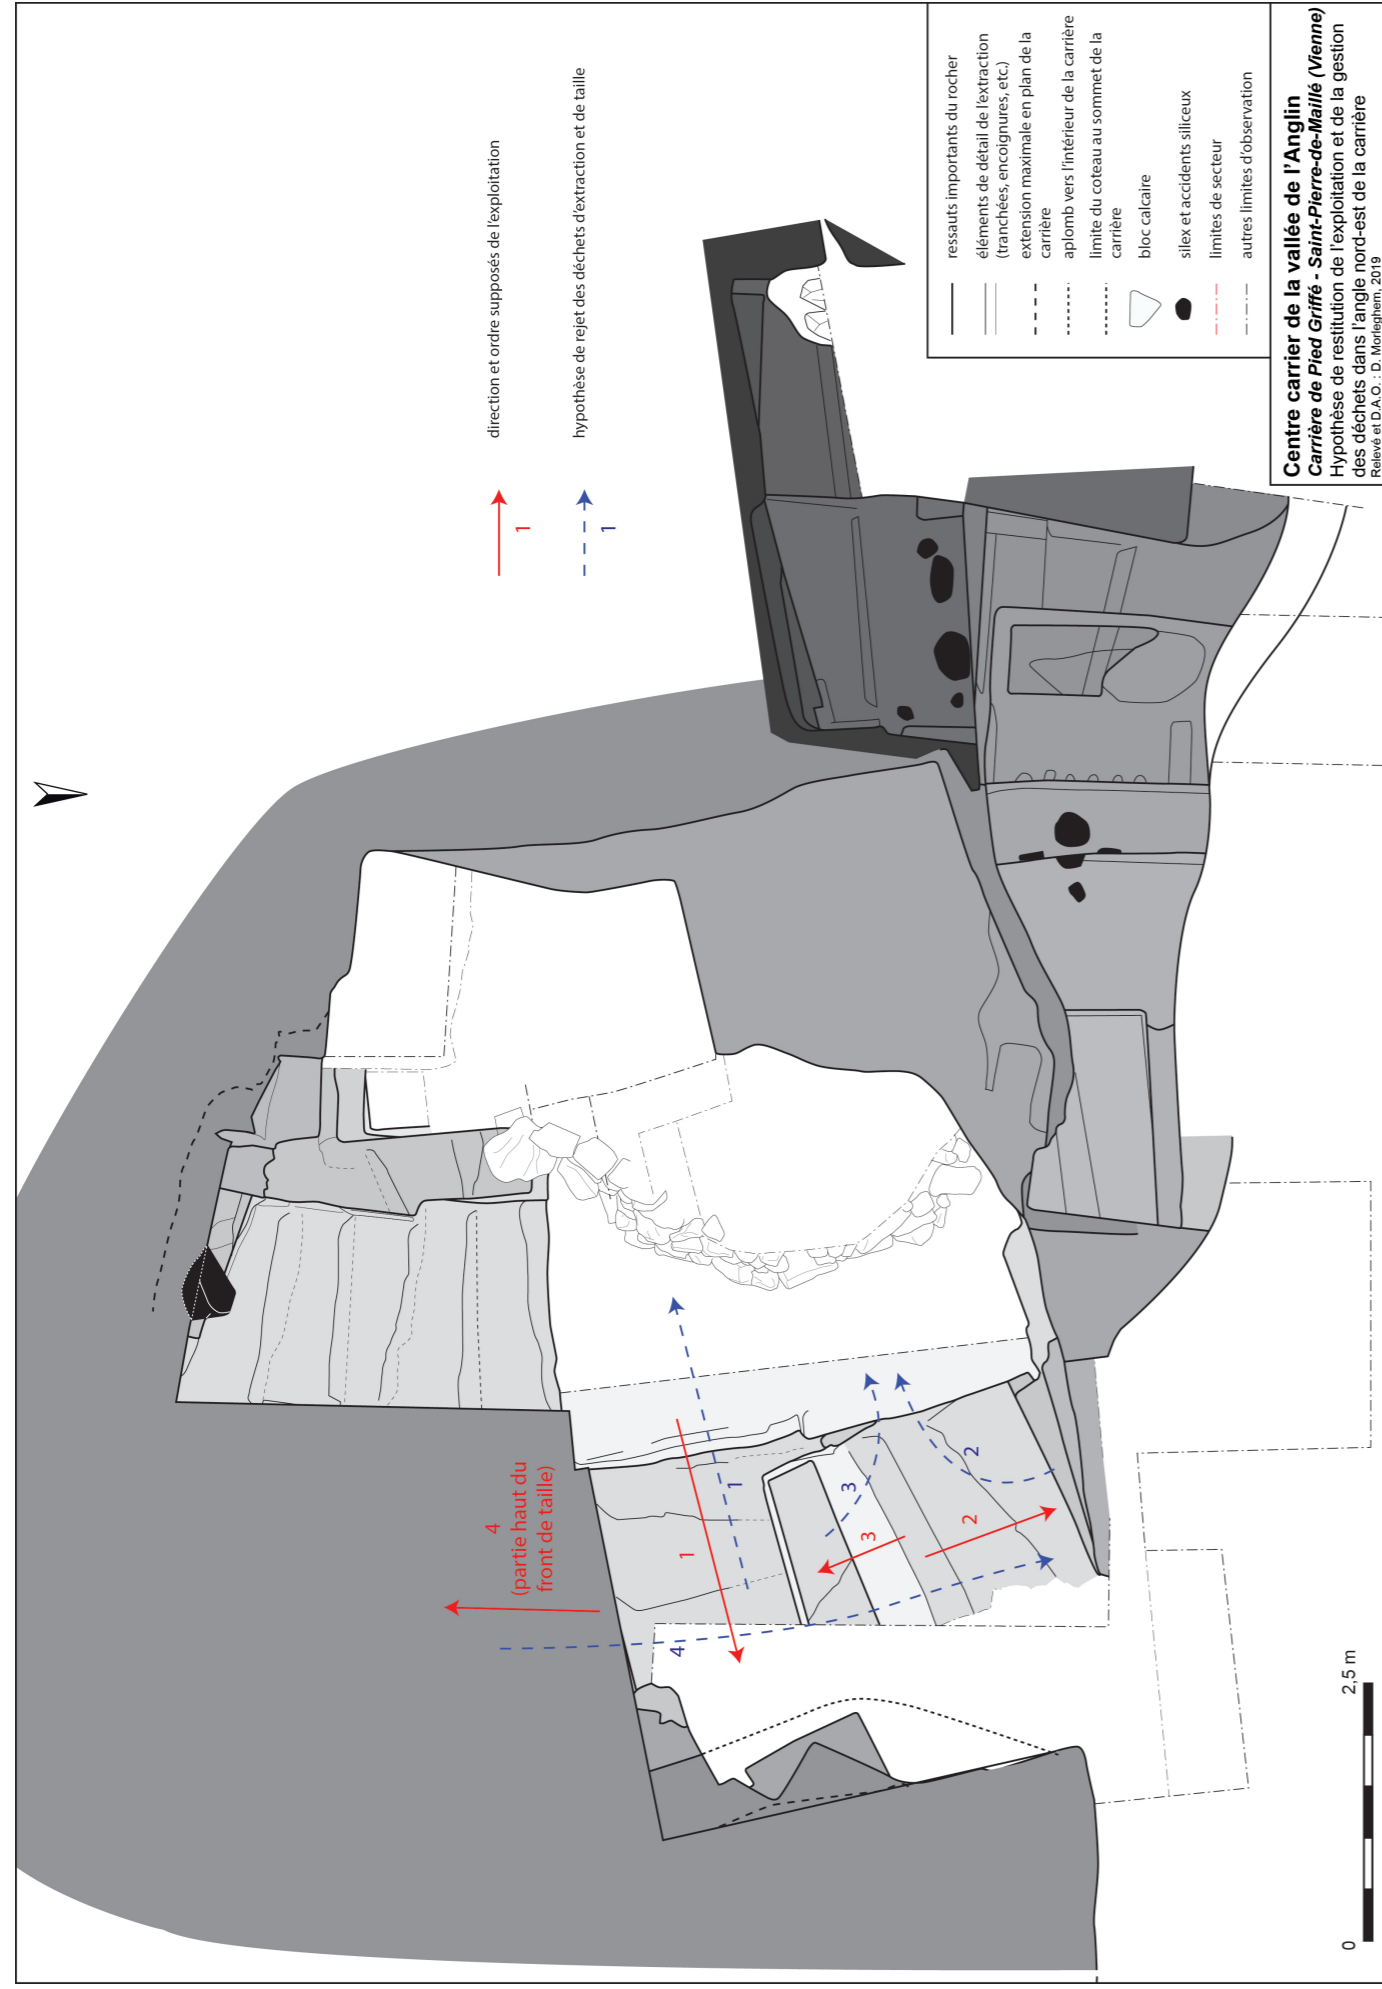 direction et ordre supposés de l'exploitation
1
hypothèse de rejet des déchets d'extraction et de taille
1
4
(partie haut du
front de taille)
1
1
2
2
3
3
4
0
2,5 m
ressauts importants du rocher
éléments de détail de l'extraction
(tranchées, encoignures, etc.)
extension maximale en plan de la
carrière
aplomb vers l'intérieur de la carrière
limite du coteau au sommet de la
carrière
bloc calcaire
silex et accidents siliceux
limites de secteur
autres limites d'observation
Centre carrier de la vallée de l'Anglin
Carrière de Pied Griffé - Saint-Pierre-de-Maillé (Vienne)
Hypothèse de restitution de l'exploitation et de la gestion
des déchets dans l'angle nord-est de la carrière
Relevé et D.A.O. : D. Morleghem, 2019